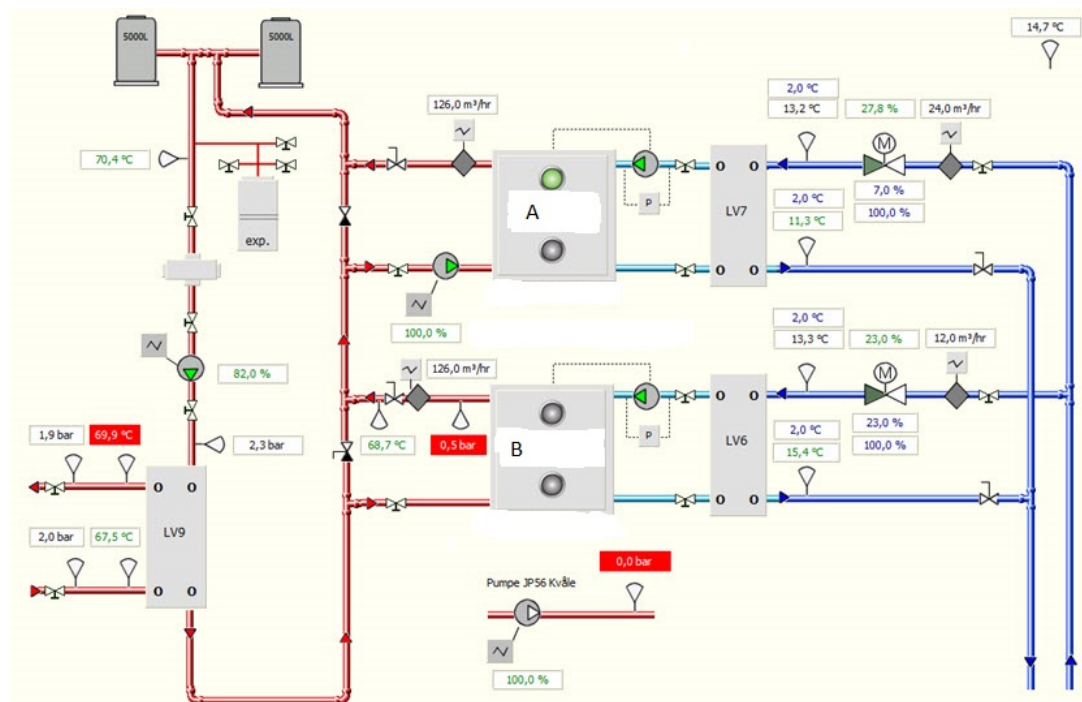 5000L
5000L
14,7 °C
126,0 m³/hr
2,0 °C
13,2 °C
27,8 %
24,0 m³/hr
70,4 °C
A
P
LV7
M
7,0 %
100,0 %
2,0 °C
11,3 °C
exp.
100,0 %
82,0 %
126,0 m³/hr
2,0 °C
13,3 °C
23,0 %
12,0 m³/hr
M
1,9 bar
69,9 °C
2,3 bar
68,7 °C
0,5 bar
B
P
LV6
2,0 °C
15,4 °C
23,0 %
100,0 %
LV9
2,0 bar
67,5 °C
0,0 bar
Pumpe JP56 Kvåle
100,0 %